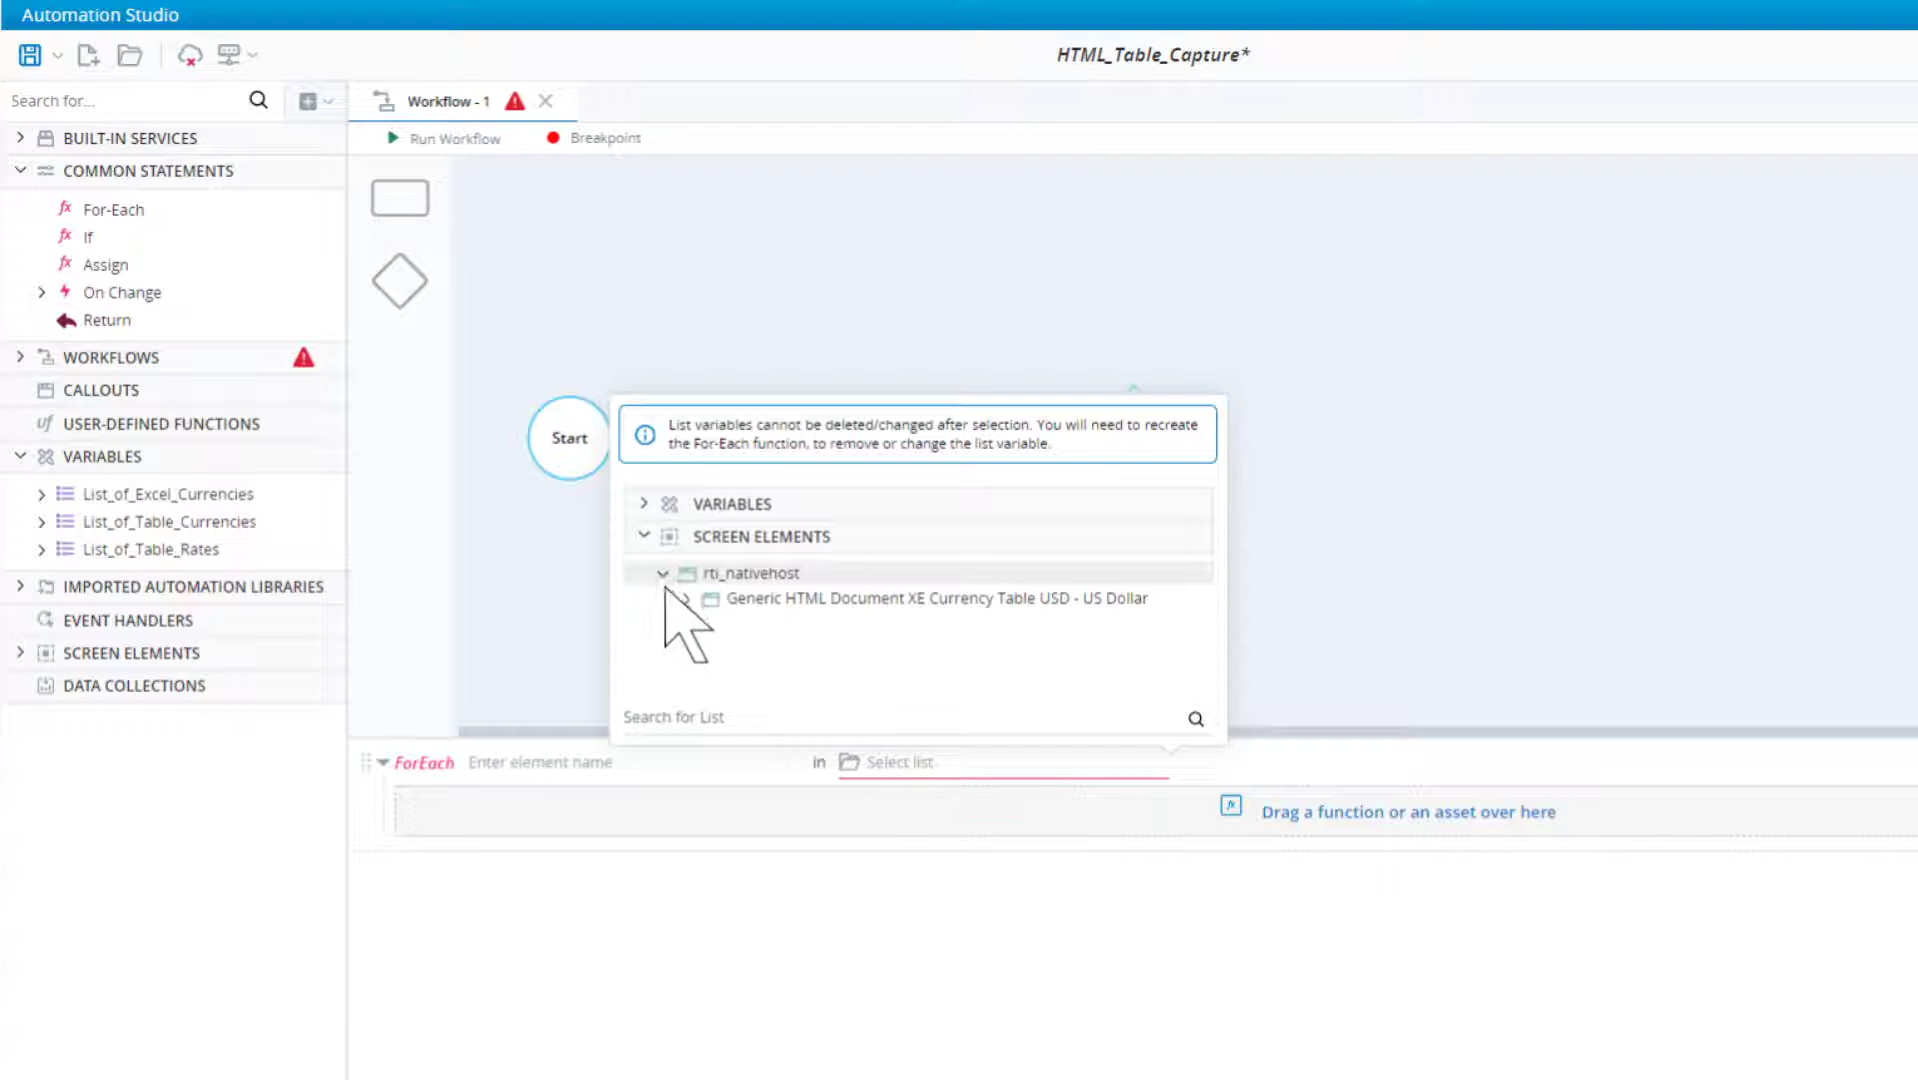 Automation Studio
HTML_Table_Capture*
Search for...
Workflow - 1
Run Workflow
Breakpoint
BUILT-IN SERVICES
COMMON STATEMENTS
fx For-Each
fx If
fx Assign
On Change
Return
WORKFLOWS
CALLOUTS
uf USER-DEFINED FUNCTIONS
VARIABLES
List_of_Excel_Currencies
List_of_Table_Currencies
List_of_Table_Rates
IMPORTED AUTOMATION LIBRARIES
EVENT HANDLERS
SCREEN ELEMENTS
DATA COLLECTIONS
Start
List variables cannot be deleted/changed after selection. You will need to recreate
the For-Each function, to remove or change the list variable.
VARIABLES
SCREEN ELEMENTS
rti_nativehost
Generic HTML Document XE Currency Table USD - US Dollar
Search for List
ForEach Enter element name in Select list
fx Drag a function or an asset over here